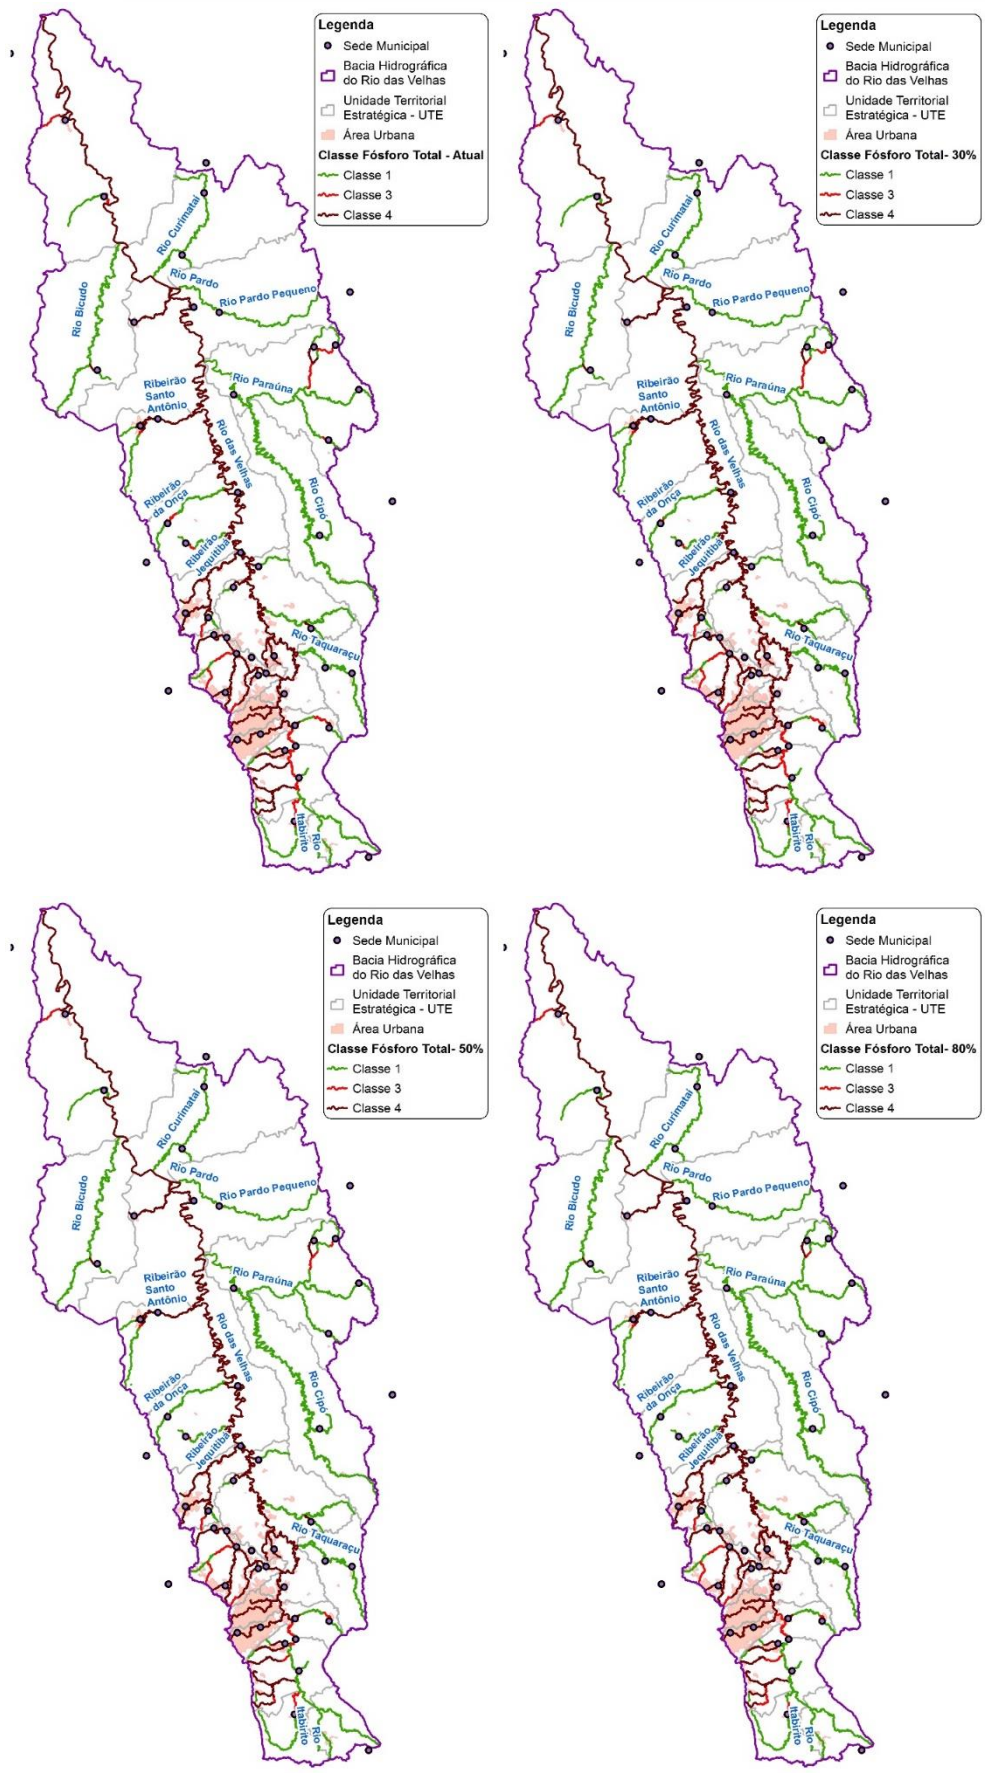 Legenda
Sede Municipal
Bacia Hidrográfica
do Rio das Velhas
Unidade Territorial
Estratégica - UTE
Área Urbana
Classe Fósforo Total - Atual
Classe 1
Classe 3
Classe 4
Rio Curimataí
Rio Pardo
Rio Pardo Pequeno
Rio Bicudo
Ribeirão
Santo
Antônio
Rio Paraúna
Rio das Velhas
Ribeirão
da Onça
Rio Cipó
Ribeirão
Jequitibá
Rio Taquaraçu
Rio
Itabirito
Legenda
Sede Municipal
Bacia Hidrográfica
do Rio das Velhas
Unidade Territorial
Estratégica - UTE
Área Urbana
Classe Fósforo Total- 30%
Classe 1
Classe 3
Classe 4
Rio Curimataí
Rio Pardo
Rio Pardo Pequeno
Rio Bicudo
Ribeirão
Santo
Antônio
Rio Paraúna
Rio das Velhas
Ribeirão
da Onça
Rio Cipó
Ribeirão
Jequitibá
Rio Taquaraçu
Rio
Itabirito
Legenda
Sede Municipal
Bacia Hidrográfica
do Rio das Velhas
Unidade Territorial
Estratégica - UTE
Área Urbana
Classe Fósforo Total- 50%
Classe 1
Classe 3
Classe 4
Rio Curimataí
Rio Pardo
Rio Pardo Pequeno
Rio Bicudo
Ribeirão
Santo
Antônio
Rio Paraúna
Rio das Velhas
Ribeirão
da Onça
Rio Cipó
Ribeirão
Jequitibá
Rio Taquaraçu
Rio
Itabirito
Legenda
Sede Municipal
Bacia Hidrográfica
do Rio das Velhas
Unidade Territorial
Estratégica - UTE
Área Urbana
Classe Fósforo Total- 80%
Classe 1
Classe 3
Classe 4
Rio Curimataí
Rio Pardo
Rio Pardo Pequeno
Rio Bicudo
Ribeirão
Santo
Antônio
Rio Paraúna
Rio das Velhas
Ribeirão
da Onça
Rio Cipó
Ribeirão
Jequitibá
Rio Taquaraçu
Rio
Itabirito